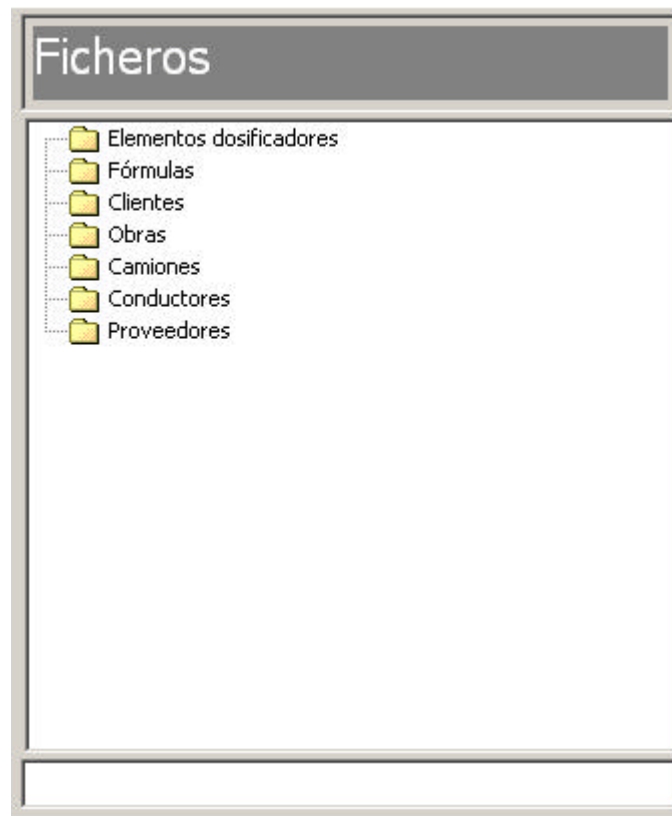 Ficheros
Elementos dosificadores
Fórmulas
Clientes
Obras
Camiones
Conductores
Proveedores